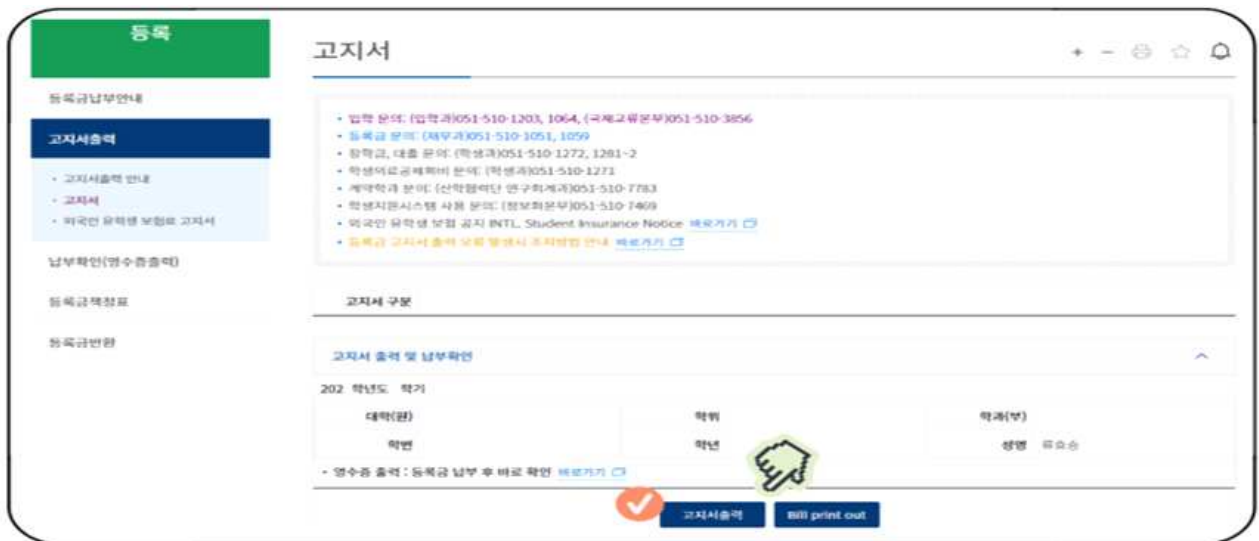 등록
등록금납부안내
고지서출력
• 고지서출력 안내
• 고지서
• 외국인 유학생 보험료 고지서
납부확인(영수증출력)
등록금책정표
등록금반환
고지서
• 입학 문의: (입학과)051-510-1203, 1064, (국제교류본부)051-510-3856
• 등록금 문의: (재무과)051-510-1051, 1059
• 장학금, 대출 문의: (학생과)051-510-1272, 1281~2
• 학생의료공제회비 문의: (학생과)051-510-1271
• 계약학과 문의: (산학협력단 연구회계과)051-510-7783
• 학생지원시스템 사용 문의: (정보화본부)051-510-7469
• 외국인 유학생 보험 공지 INTL. Student Insurance Notice 바로가기
• 등록금 고지서 출력 오류 발생시 조치방법 안내 바로가기
고지서 구분
고지서 출력 및 납부확인
202 학년도 학기
대학(원) 학위 학과(부)
학번 학년 성명 류효승
• 영수증 출력 : 등록금 납부 후 바로 확인 바로가기
고지서출력 Bill print out